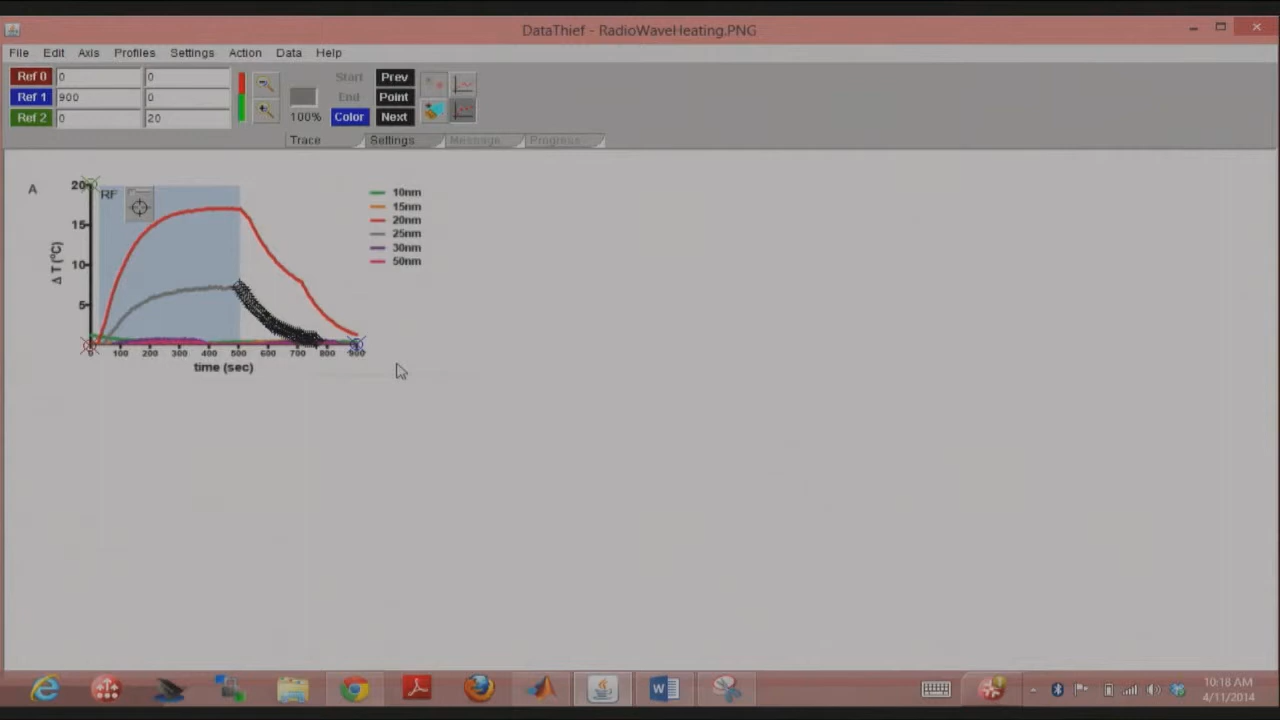 DataThief - RadioWaveHeating.PNG
File Edit Axis Profiles Settings Action Data Help
Ref 0 0 0 Start Prev
Ref 1 900 0 End Point
Ref 2 0 20 100% Color Next
Trace Settings Message Progress
A
20
RF
15
10
5
Δ T (°C)
0 100 200 300 400 500 600 700 800 900
time (sec)
10nm
15nm
20nm
25nm
30nm
50nm
10:18 AM
4/11/2014